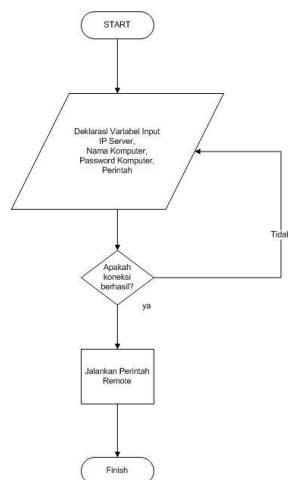 START
Deklarasi Variabel Input
IP Server,
Nama Komputer,
Password Komputer,
Perintah
Tidak
Apakah
koneksi
berhasil?
ya
Jalankan Perintah
Remote
Finish